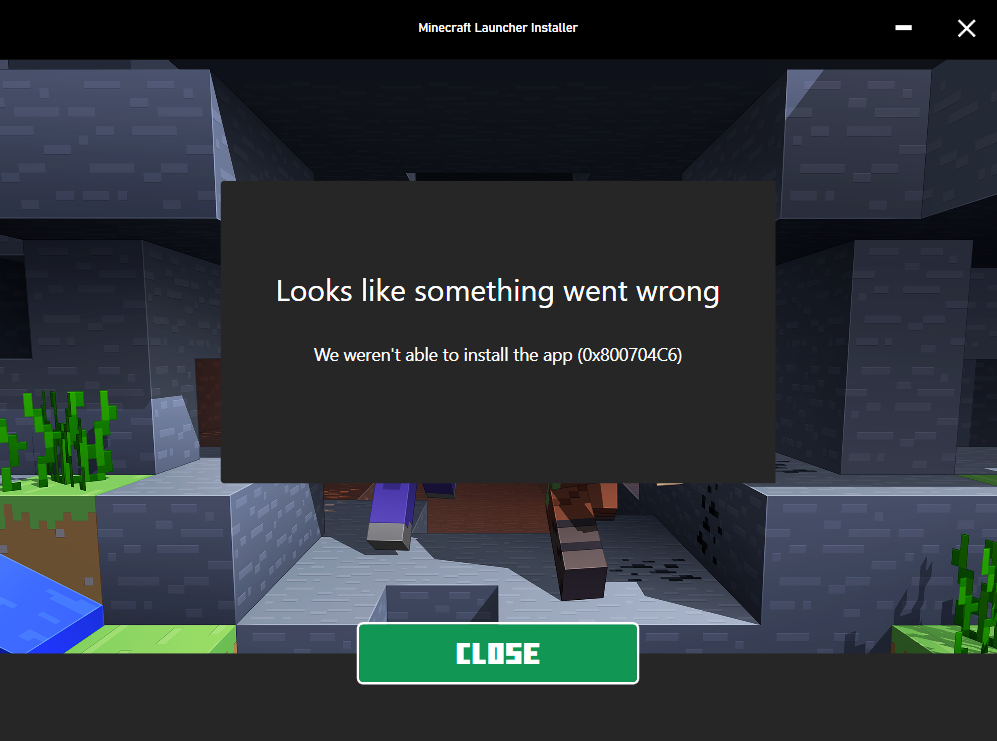 Minecraft Launcher Installer
Looks like something went wrong
We weren't able to install the app (0x800704C6)
CLOSE